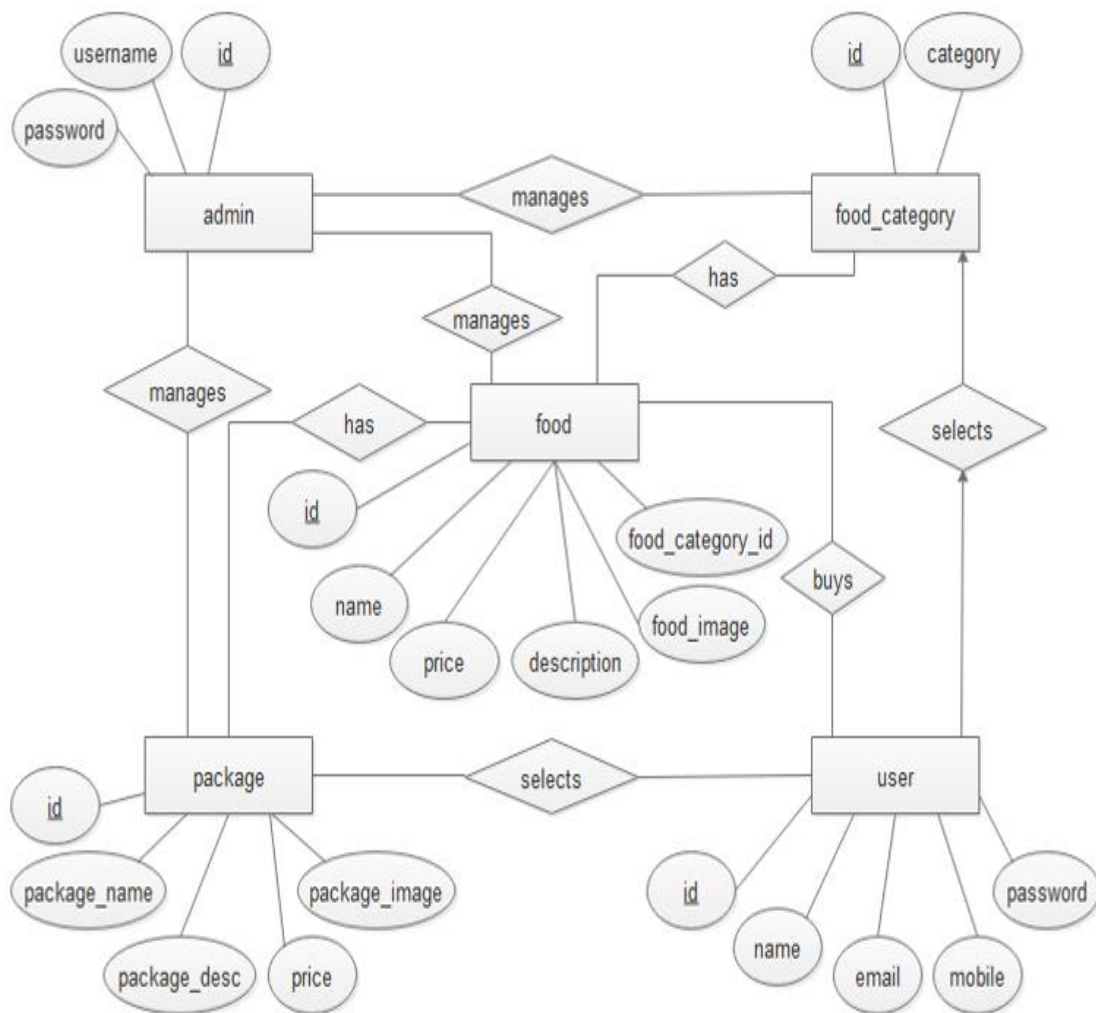 username
id
id
category
password
admin
manages
food_category
has
manages
manages
has
food
selects
id
food_category_id
name
buys
price
description
food_image
package
selects
user
id
package_name
package_image
id
password
package_desc
price
name
email
mobile